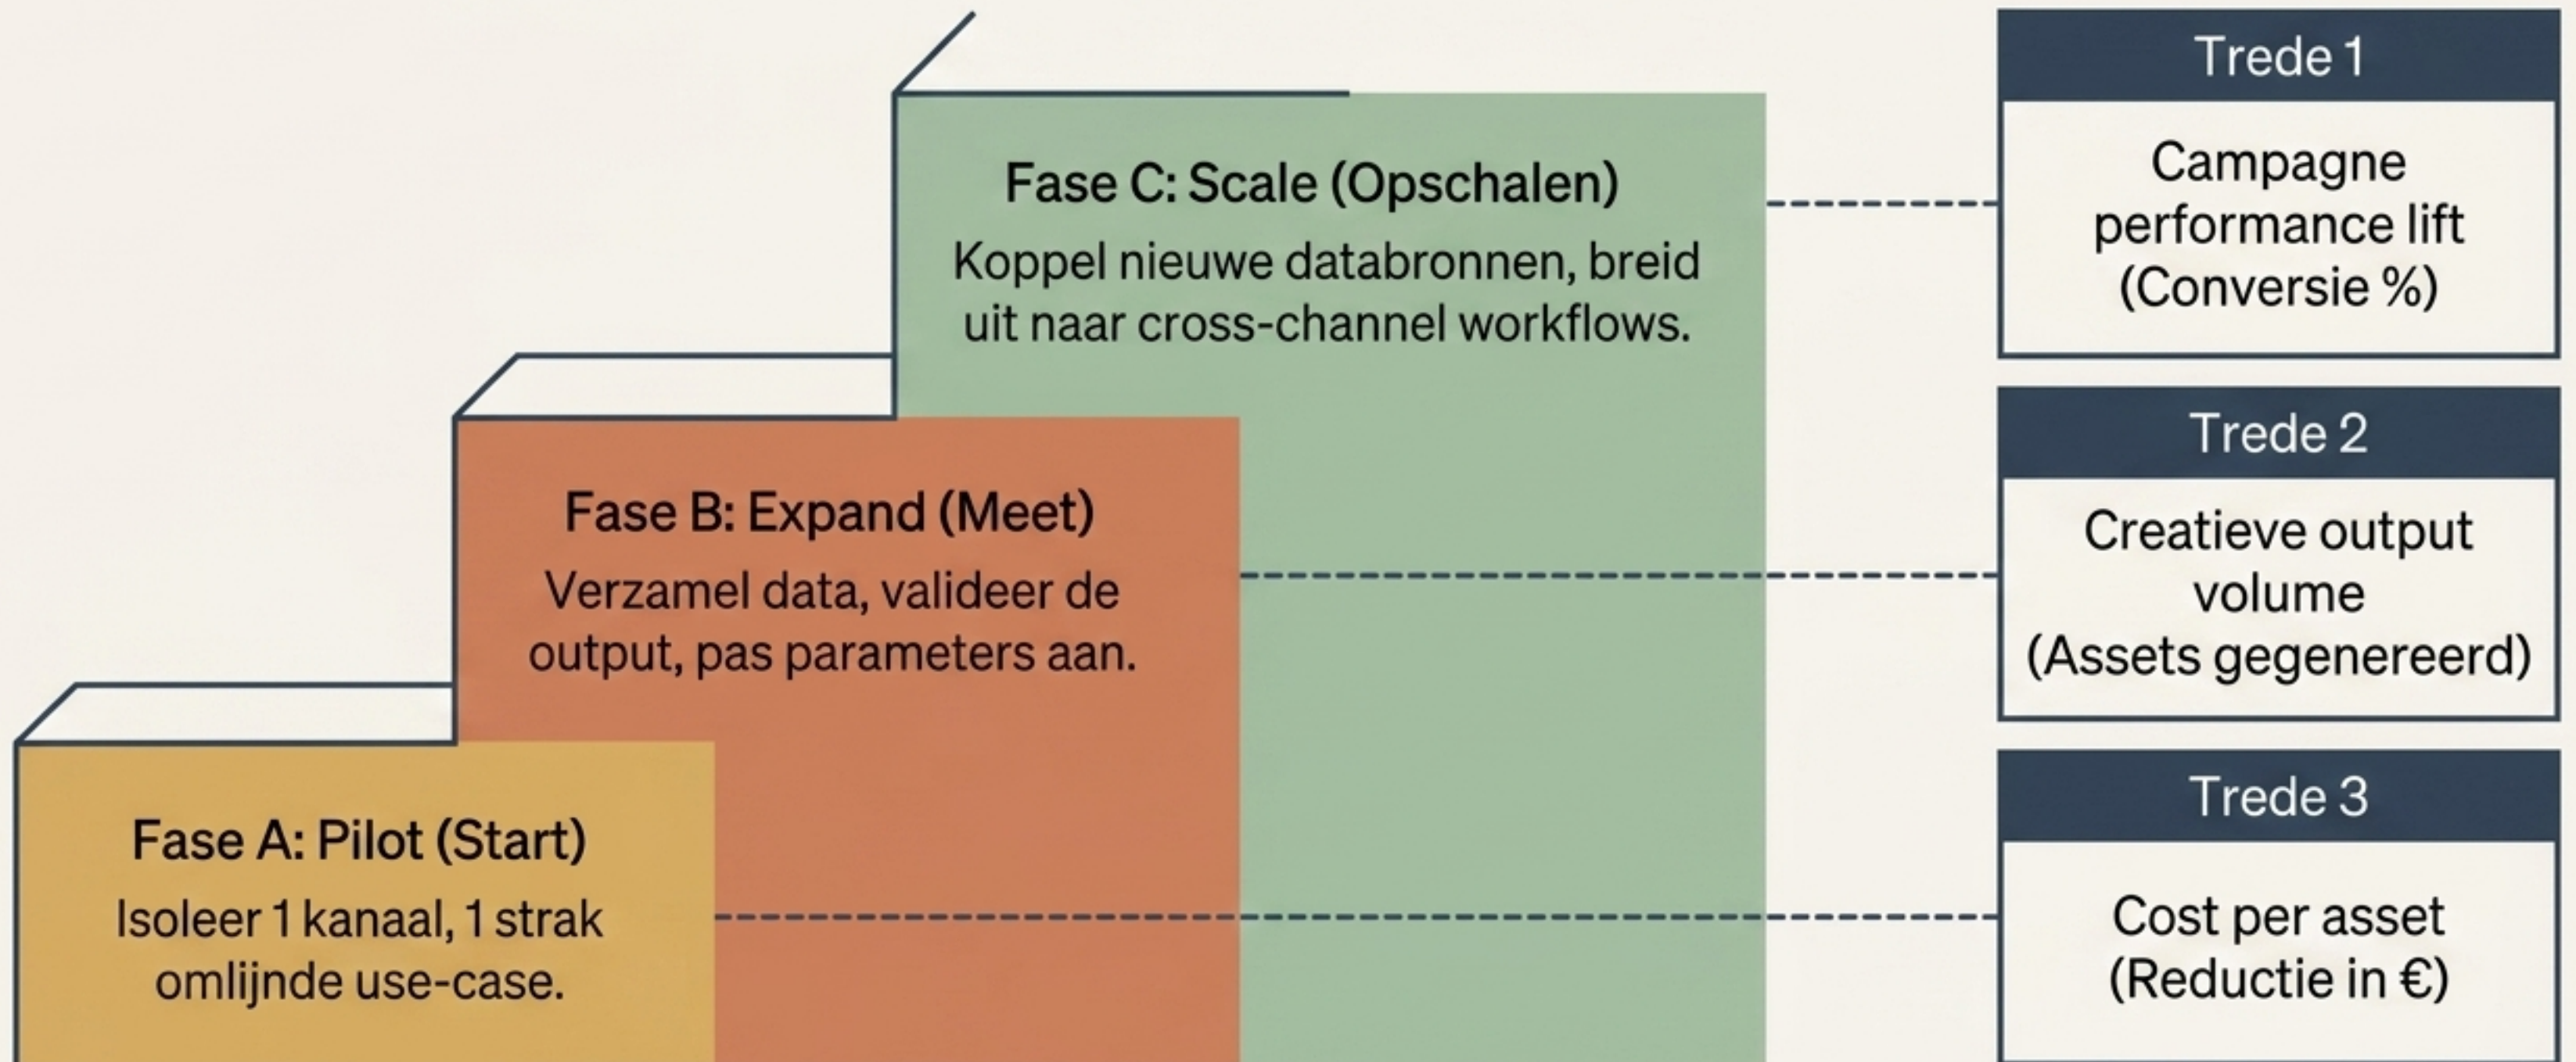 Fase C: Scale (Opschalen)
Koppel nieuwe databronnen, breid
uit naar cross-channel workflows.
Fase B: Expand (Meet)
Verzamel data, valideer de
output, pas parameters aan.
Fase A: Pilot (Start)
Isoleer 1 kanaal, 1 strak
omlijnde use-case.
Trede 1
Campagne
performance lift
(Conversie %)
Trede 2
Creatieve output
volume
(Assets gegenereerd)
Trede 3
Cost per asset
(Reductie in €)